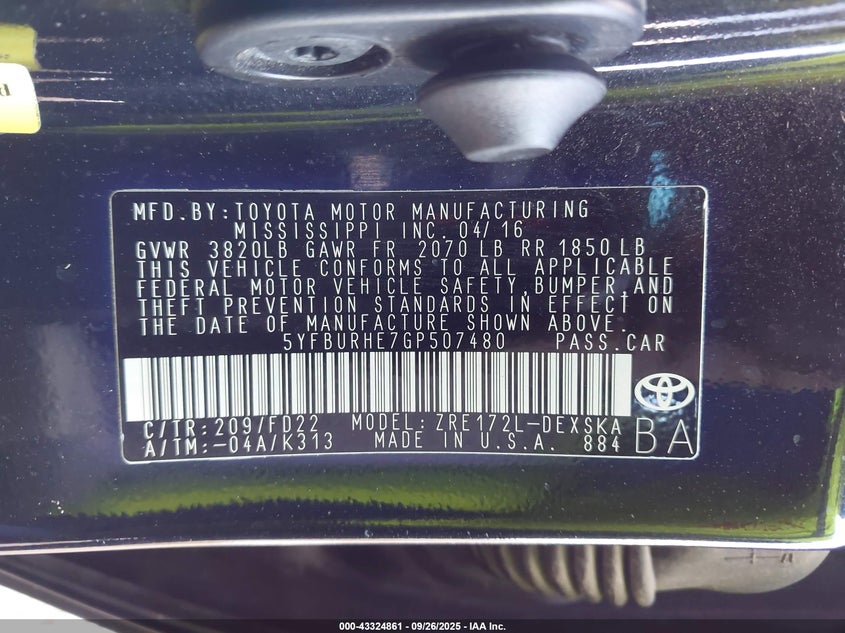 MFD.BY:TOYOTA MOTOR MANUFACTURING
MISSISSIPPI INC. 04/16
GVWR 3820LB GAWR FR 2070 LB RR 1850 LB
THIS VEHICLE CONFORMS TO ALL APPLICABLE
FEDERAL MOTOR VEHICLE SAFETY,BUMPER,AND
THEFT PREVENTION STANDARDS IN EFFECT ON
THE DATE OF MANUFACTURE SHOWN ABOVE.
5YFBURHE7GP507480 PASS.CAR
C/TR:209/FD22 MODEL:ZRE172L-DEXSKA
A/TM:-04A/K313 MADE IN U.S.A. 884 BA
000-43324861 - 09/26/2025 - IAA Inc.